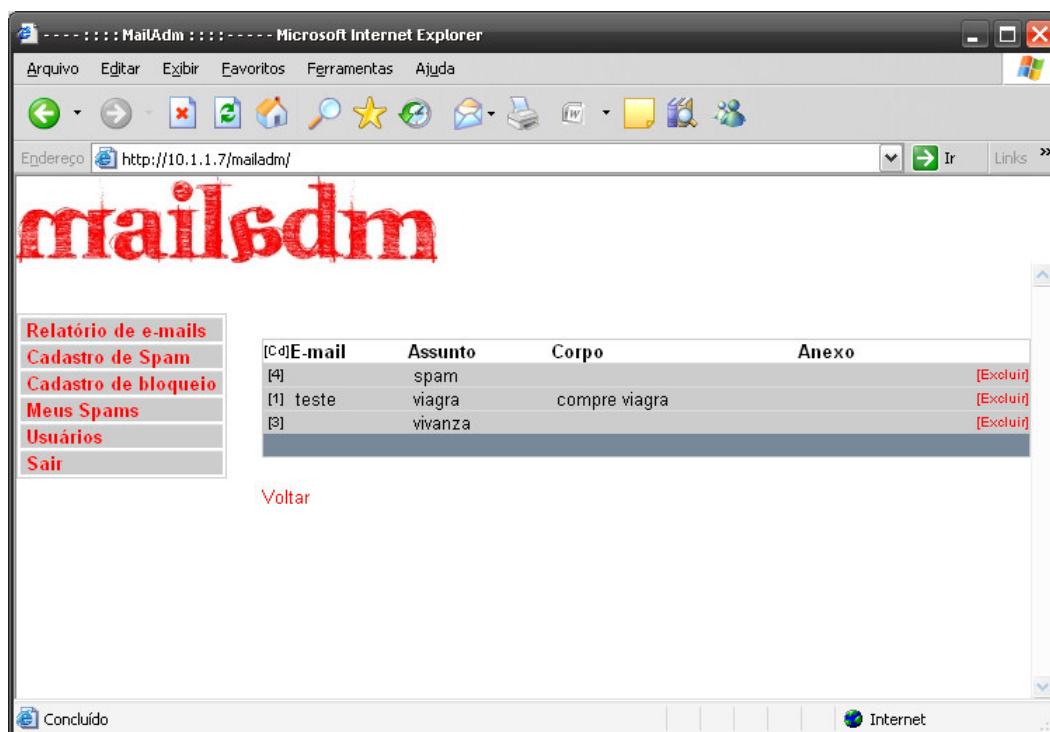 - - - - : : : : MailAdm : : : : - - - - - Microsoft Internet Explorer
Arquivo Editar Exibir Favoritos Ferramentas Ajuda
Endereço http://10.1.1.7/mailadm/ Ir Links »
mailadm
Relatório de e-mails
Cadastro de Spam
Cadastro de bloqueio
Meus Spams
Usuários
Sair
[Cd]E-mail Assunto Corpo Anexo
[4] spam [Excluir]
[1] teste viagra compre viagra [Excluir]
[3] vivanza [Excluir]
Voltar
Concluído Internet